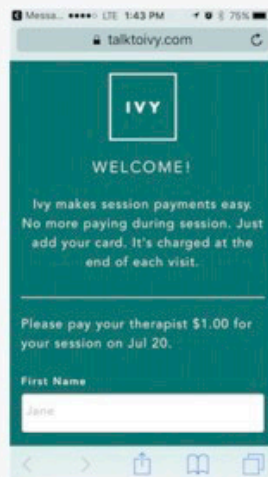 Messa... LTE 1:43 PM 75%
talktoivy.com
IVY
WELCOME!
Ivy makes session payments easy.
No more paying during session. Just
add your card. It's charged at the
end of each visit.
Please pay your therapist $1.00 for
your session on Jul 20.
First Name
Jane